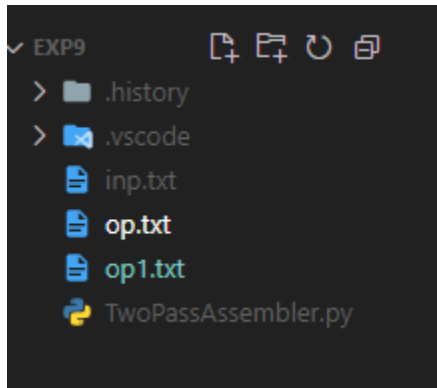 EXP9
.history
.vscode
inp.txt
op.txt
op1.txt
TwoPassAssembler.py